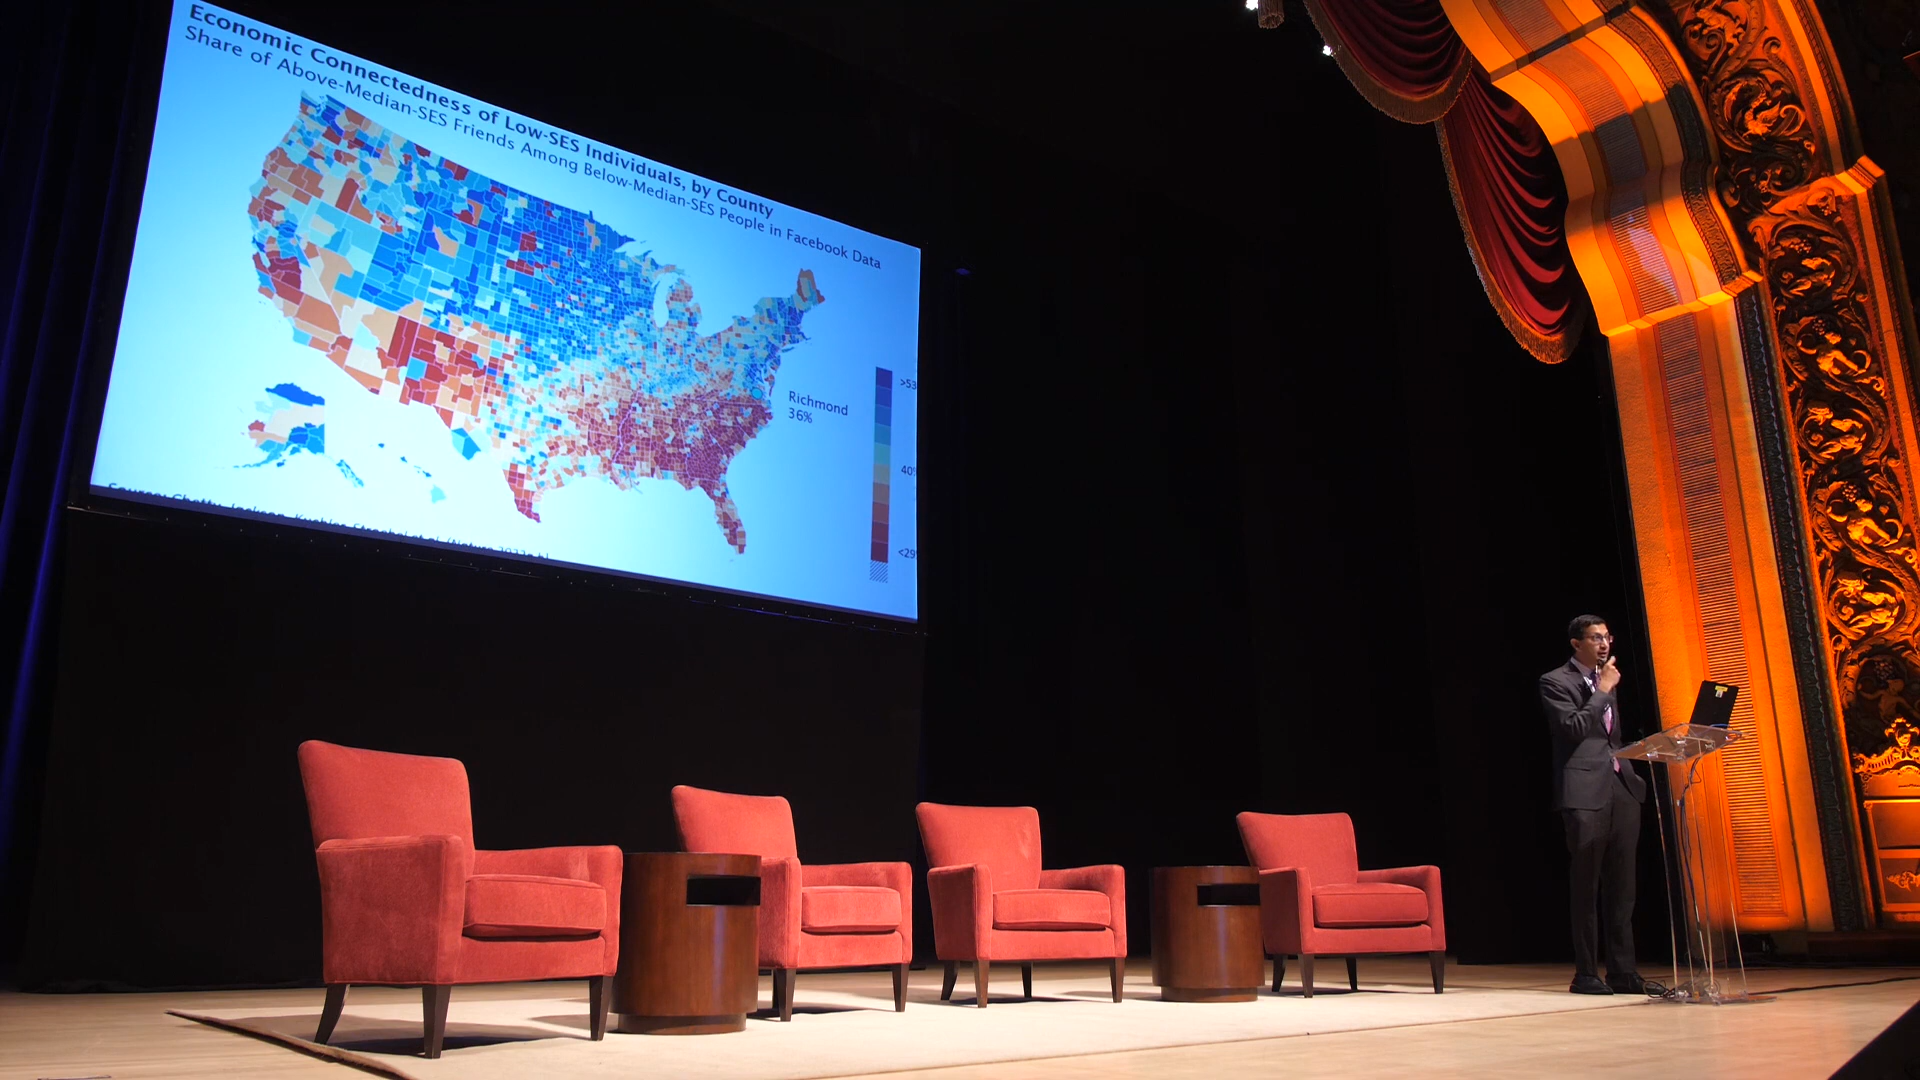 Economic Connectedness of Low-SES Individuals, by County
Share of Above-Median-SES Friends Among Below-Median-SES People in Facebook Data
Richmond
36%
>53
40%
<29